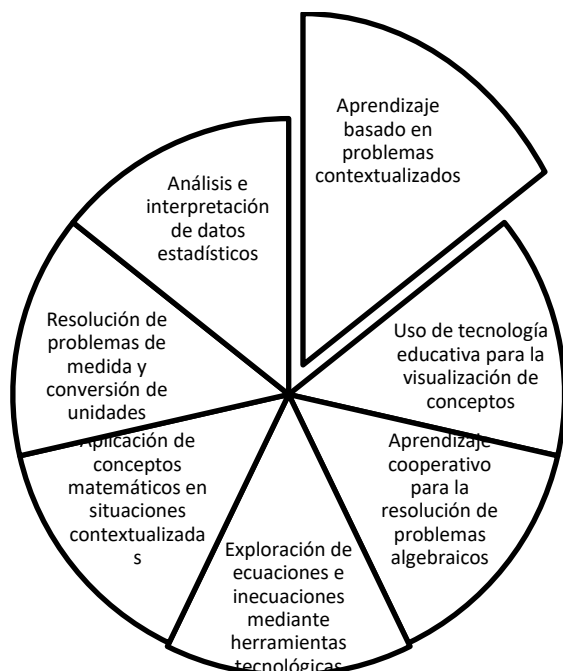 Aprendizaje
basado en
problemas
contextualizados
Uso de tecnología
educativa para la
visualización de
conceptos
Aprendizaje
cooperativo
para la
resolución de
problemas
algebraicos
Exploración de
ecuaciones e
inecuaciones
mediante
herramientas
tecnológicas
Aplicación de
conceptos
matemáticos en
situaciones
contextualizada
s
Resolución de
problemas de
medida y
conversión de
unidades
Análisis e
interpretación
de datos
estadísticos